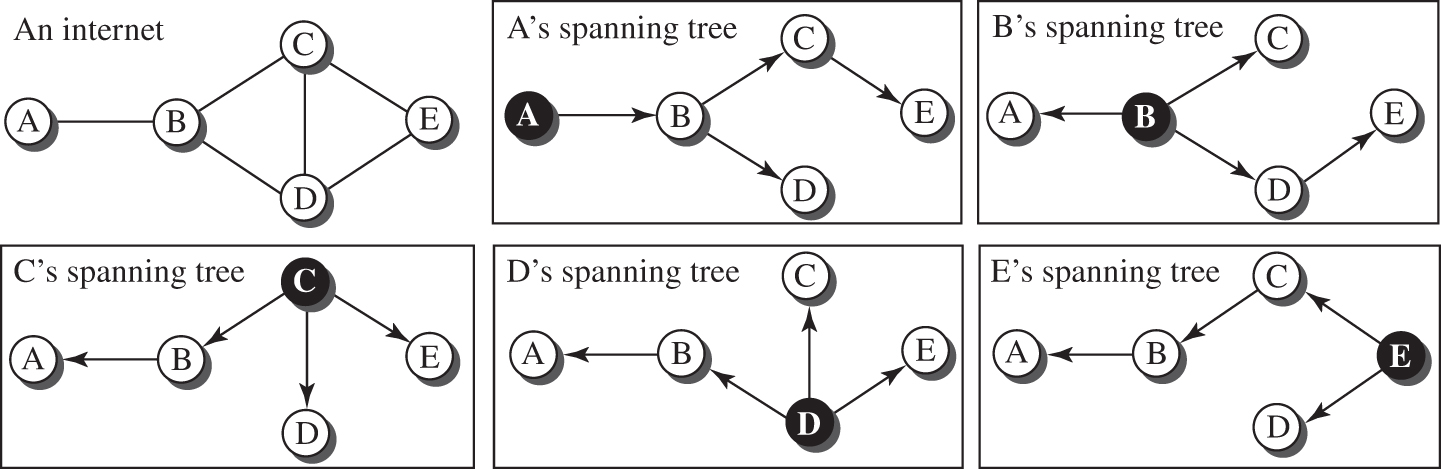 An internet
A
B
C
D
E
A's spanning tree
A
B
C
D
E
B's spanning tree
A
B
C
D
E
C's spanning tree
A
B
C
D
E
D's spanning tree
A
B
C
D
E
E's spanning tree
A
B
C
D
E